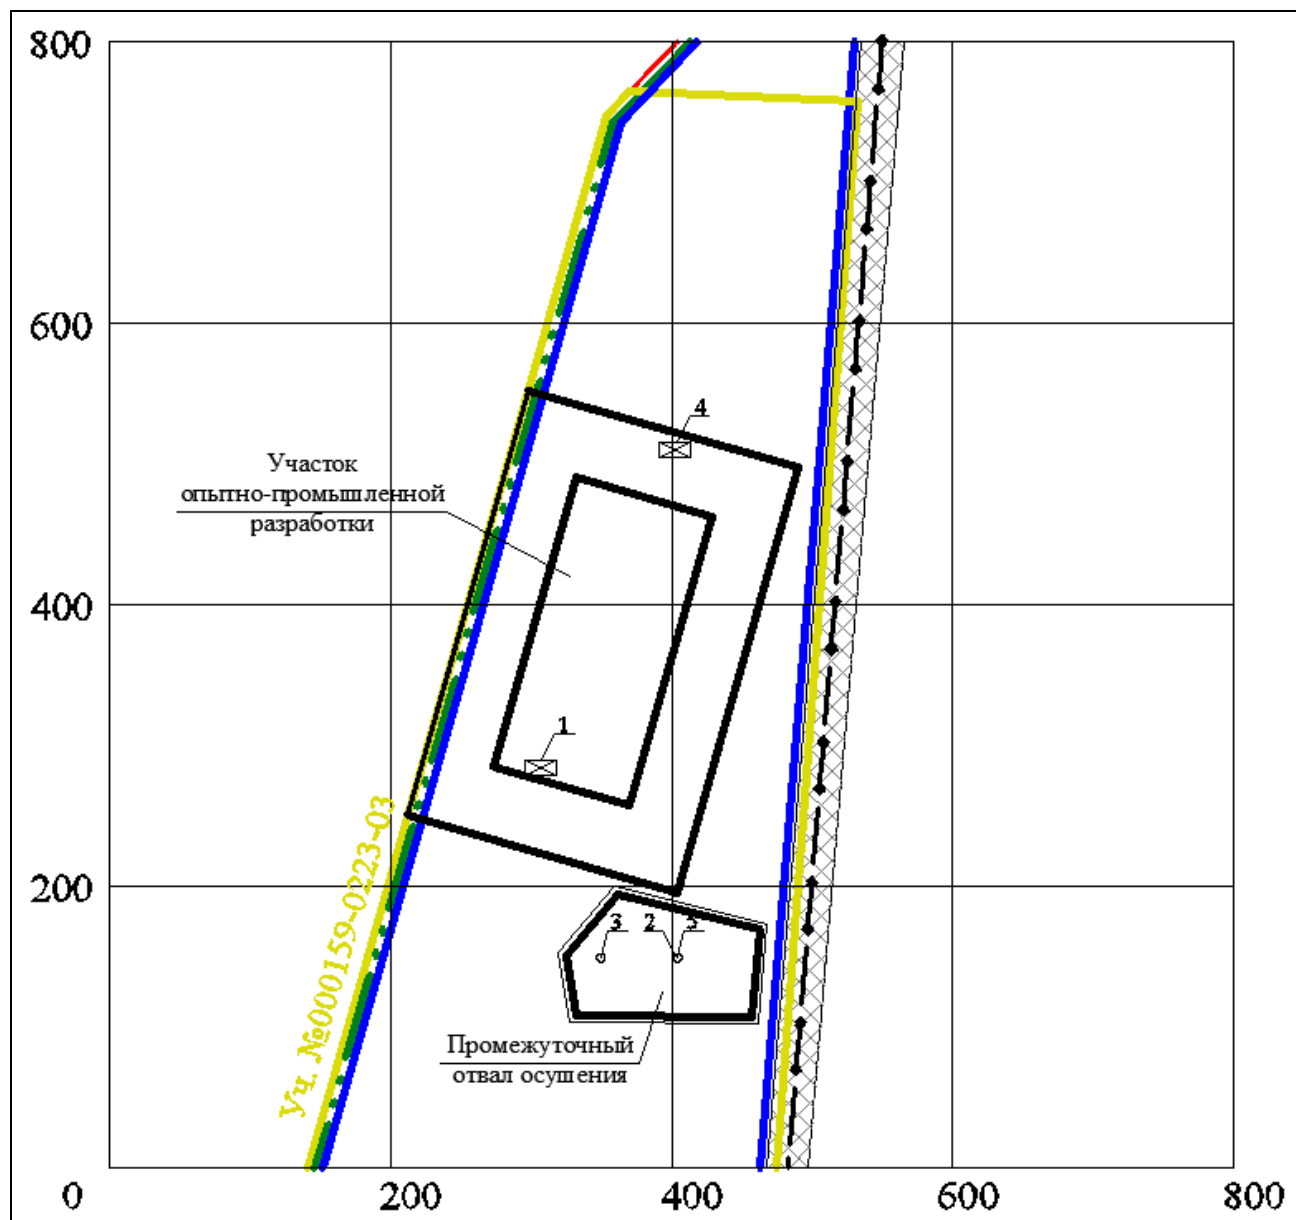 800
600
4
Участок
опытно-промышленной
разработки
400
1
Уч. №000159-0223-03
200
3 2 5
Промежуточный
отвал осушения
0 200 400 600 800